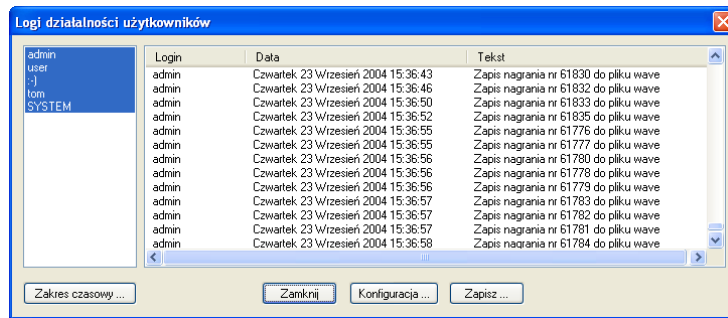 Logi działalności użytkowników
admin
user
:-)
tom
SYSTEM
Login Data Tekst
admin Czwartek 23 Wrzesień 2004 15:36:43 Zapis nagrania nr 61830 do pliku wave
admin Czwartek 23 Wrzesień 2004 15:36:46 Zapis nagrania nr 61832 do pliku wave
admin Czwartek 23 Wrzesień 2004 15:36:50 Zapis nagrania nr 61833 do pliku wave
admin Czwartek 23 Wrzesień 2004 15:36:52 Zapis nagrania nr 61835 do pliku wave
admin Czwartek 23 Wrzesień 2004 15:36:55 Zapis nagrania nr 61776 do pliku wave
admin Czwartek 23 Wrzesień 2004 15:36:55 Zapis nagrania nr 61777 do pliku wave
admin Czwartek 23 Wrzesień 2004 15:36:56 Zapis nagrania nr 61780 do pliku wave
admin Czwartek 23 Wrzesień 2004 15:36:56 Zapis nagrania nr 61778 do pliku wave
admin Czwartek 23 Wrzesień 2004 15:36:56 Zapis nagrania nr 61779 do pliku wave
admin Czwartek 23 Wrzesień 2004 15:36:57 Zapis nagrania nr 61783 do pliku wave
admin Czwartek 23 Wrzesień 2004 15:36:57 Zapis nagrania nr 61782 do pliku wave
admin Czwartek 23 Wrzesień 2004 15:36:57 Zapis nagrania nr 61781 do pliku wave
admin Czwartek 23 Wrzesień 2004 15:36:58 Zapis nagrania nr 61784 do pliku wave
Zakres czasowy ... Zamknij Konfiguracja ... Zapisz ...